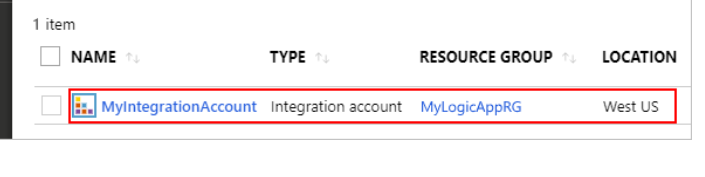 1 item
NAME ↑↓ TYPE ↑↓ RESOURCE GROUP ↑↓ LOCATION
MyIntegrationAccount Integration account MyLogicAppRG West US